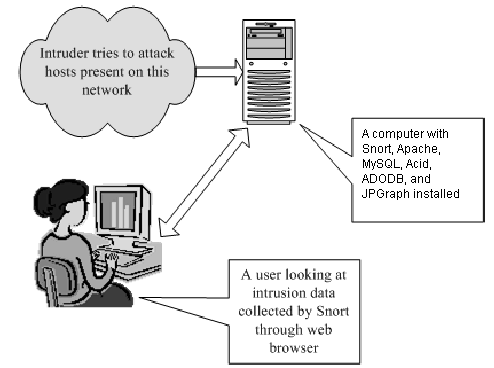 Intruder tries to attack
hosts present on this
network
A computer with
Snort, Apache,
MySQL, Acid,
ADODB, and
JPGraph installed
A user looking at
intrusion data
collected by Snort
through web
browser